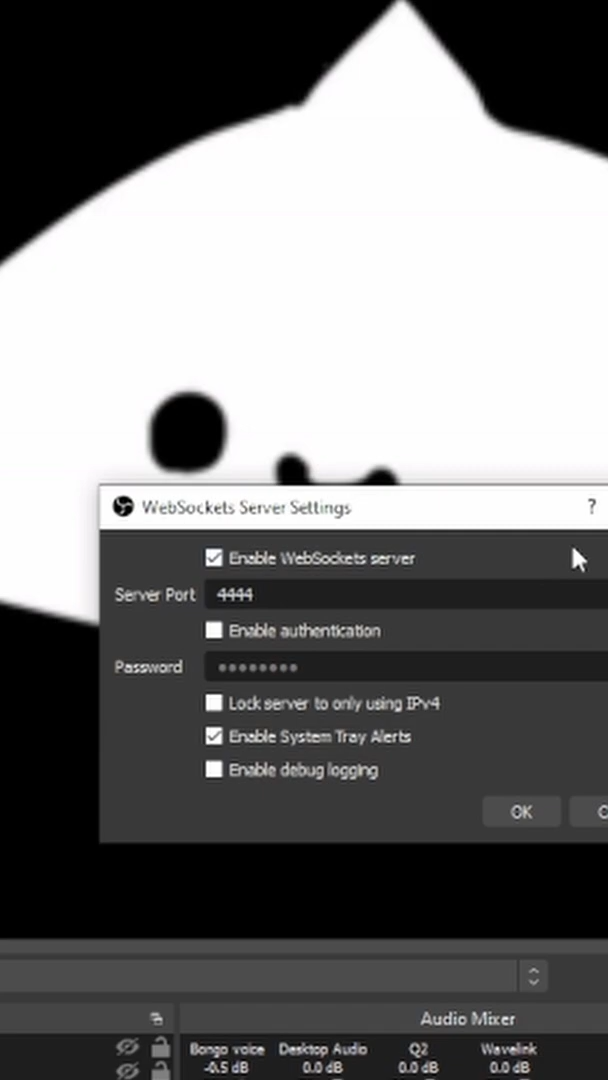 WebSockets Server Settings ?
Enable WebSockets server
Server Port 4444
Enable authentication
Password
Lock server to only using IPv4
Enable System Tray Alerts
Enable debug logging
OK
Audio Mixer
Bongo voice Desktop Audio Q2 Wavelink
-0.5 dB 0.0 dB 0.0 dB 0.0 dB